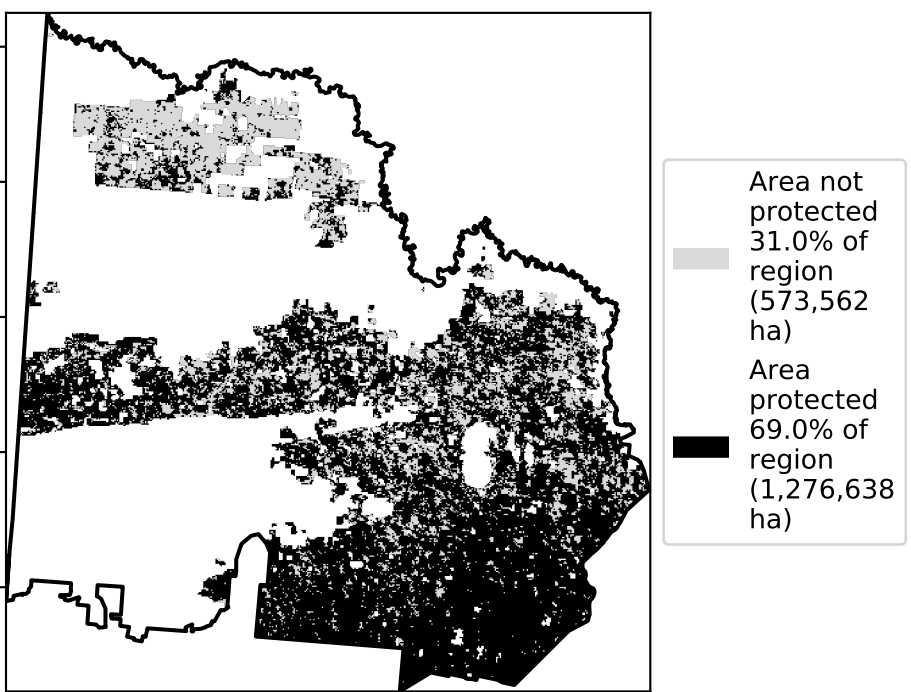 Area not
protected
31.0% of
region
(573,562
ha)
Area
protected
69.0% of
region
(1,276,638
ha)